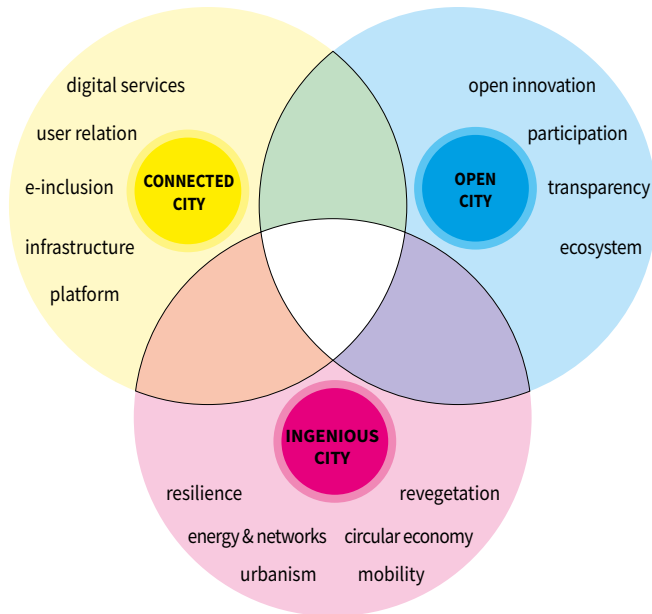 digital services
user relation
e-inclusion
infrastructure
platform
CONNECTED
CITY
open innovation
participation
transparency
ecosystem
OPEN
CITY
INGENIOUS
CITY
resilience
revegetation
energy & networks
circular economy
urbanism
mobility